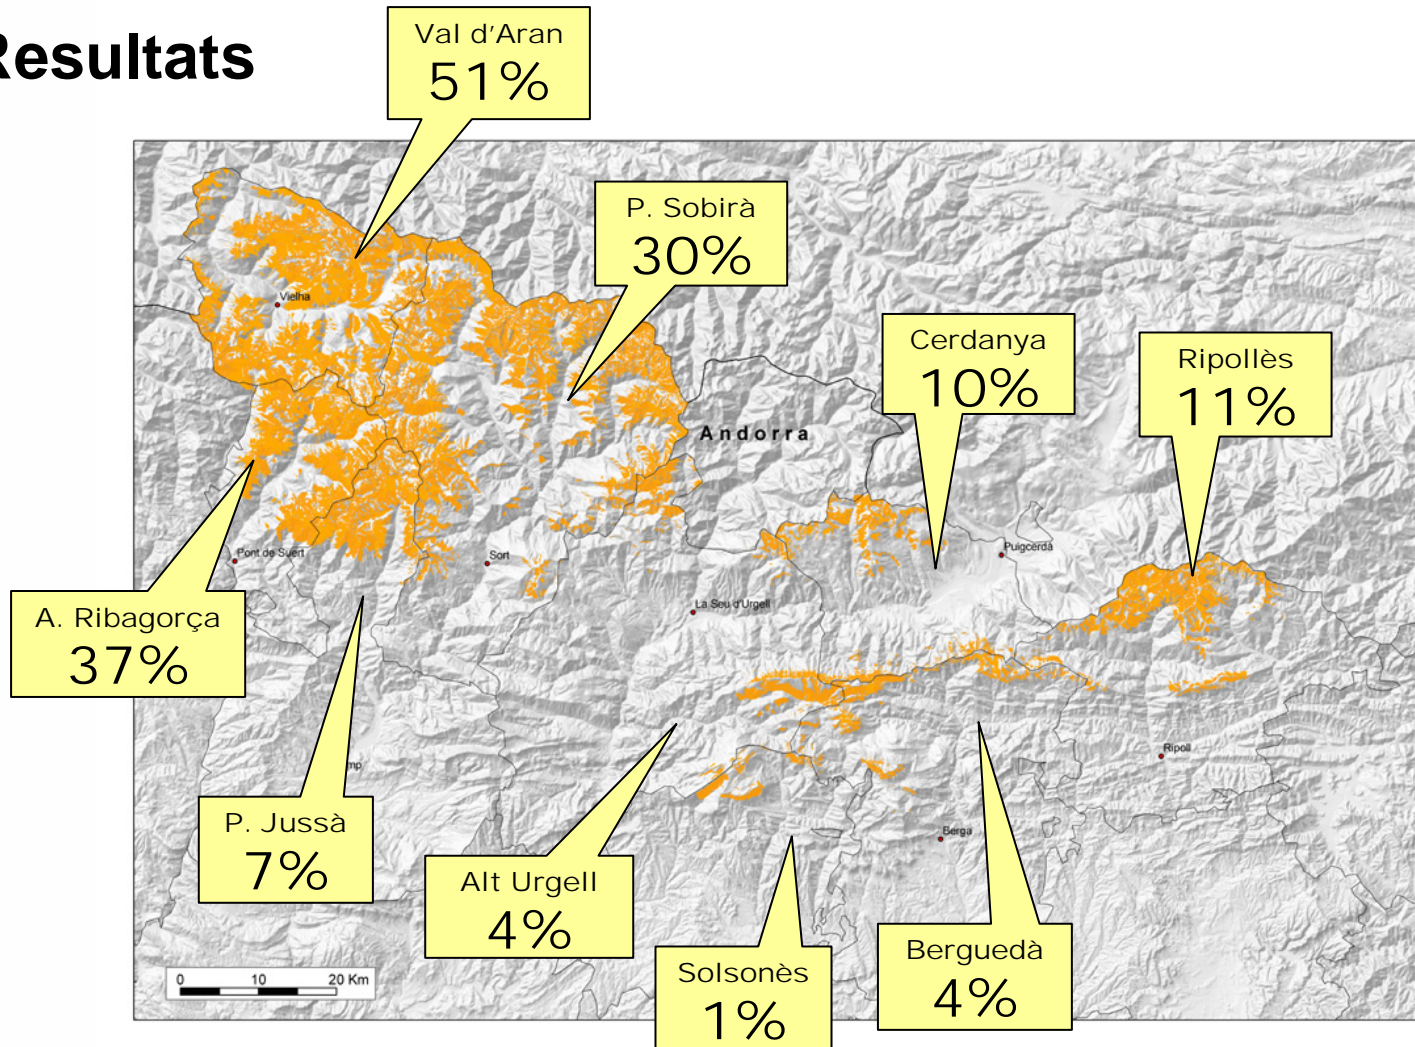 Resultats
Val d'Aran
51%
P. Sobirà
30%
Cerdanya
10%
Ripollès
11%
Vielha
Andorra
Pont de Suert
Sort
Puigcerdà
La Seu d'Urgell
A. Ribagorça
37%
Ripoll
mp
P. Jussà
7%
Berga
Alt Urgell
4%
Solsonès
1%
Berguedà
4%
0 10 20 Km